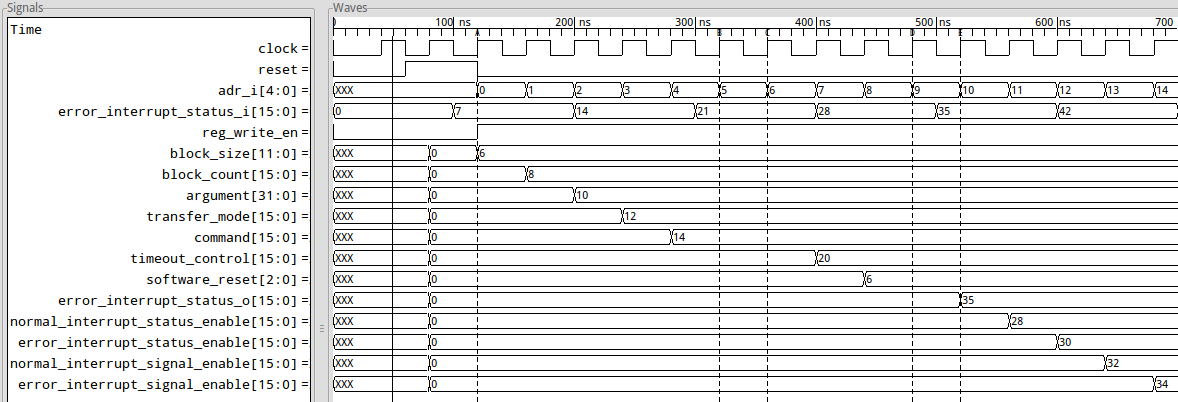 Signals
Waves
Time
0 100 ns 200 ns 300 ns 400 ns 500 ns 600 ns 700
A B C D E
clock =
reset =
adr_i[4:0] = XXX 0 1 2 3 4 5 6 7 8 9 10 11 12 13 14
error_interrupt_status_i[15:0] = 0 7 14 21 28 35 42
reg_write_en =
block_size[11:0] = XXX 0 6
block_count[15:0] = XXX 0 8
argument[31:0] = XXX 0 10
transfer_mode[15:0] = XXX 0 12
command[15:0] = XXX 0 14
timeout_control[15:0] = XXX 0 20
software_reset[2:0] = XXX 0 6
error_interrupt_status_o[15:0] = XXX 0 35
normal_interrupt_status_enable[15:0] = XXX 0 28
error_interrupt_status_enable[15:0] = XXX 0 30
normal_interrupt_signal_enable[15:0] = XXX 0 32
error_interrupt_signal_enable[15:0] = XXX 0 34